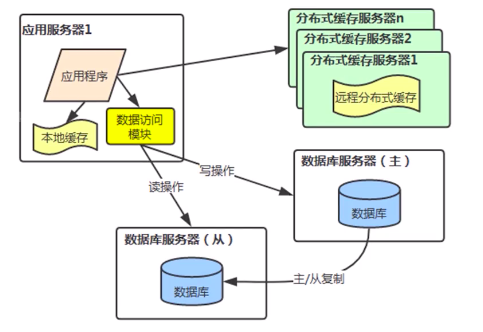 应用服务器1
应用程序
本地缓存
数据访问
模块
分布式缓存服务器n
分布式缓存服务器2
分布式缓存服务器1
远程分布式缓存
读操作
写操作
数据库服务器（主）
数据库
数据库服务器（从）
数据库
主/从复制